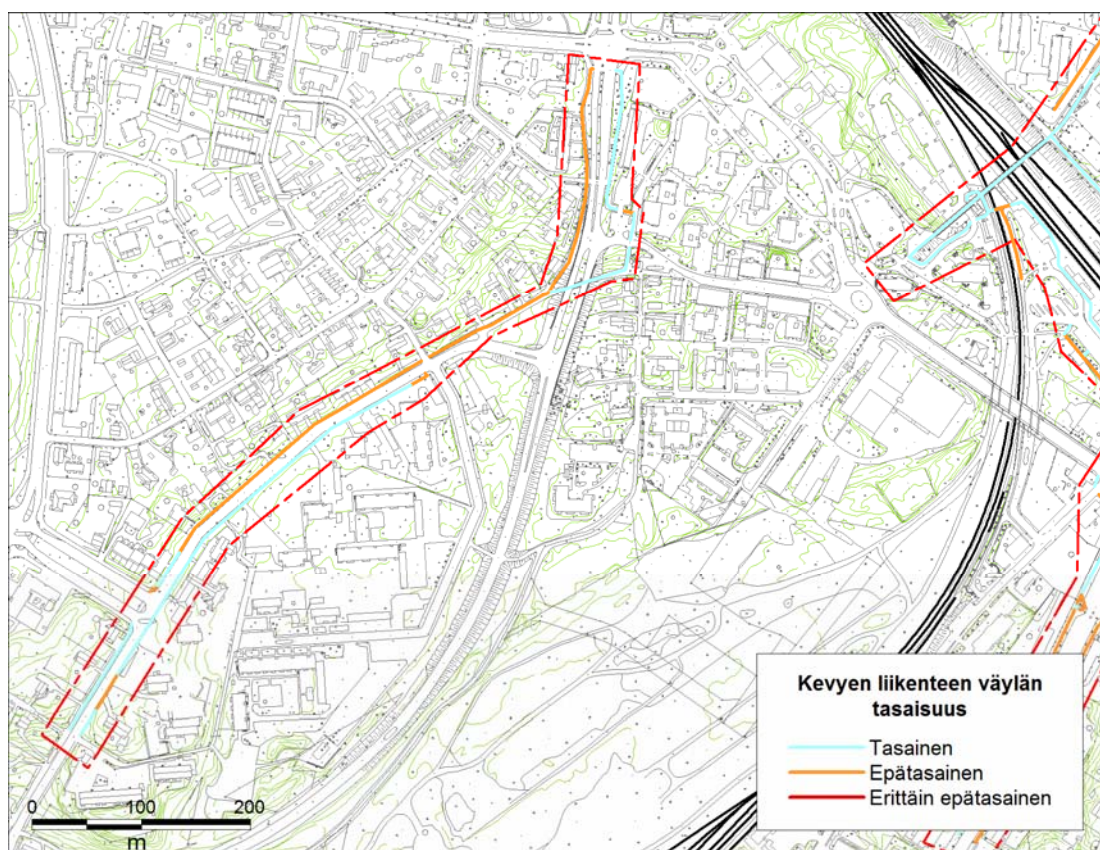 Kevyen liikenteen väylän
tasaisuus
Tasainen
Epätasainen
Erittäin epätasainen
0 100 200
m